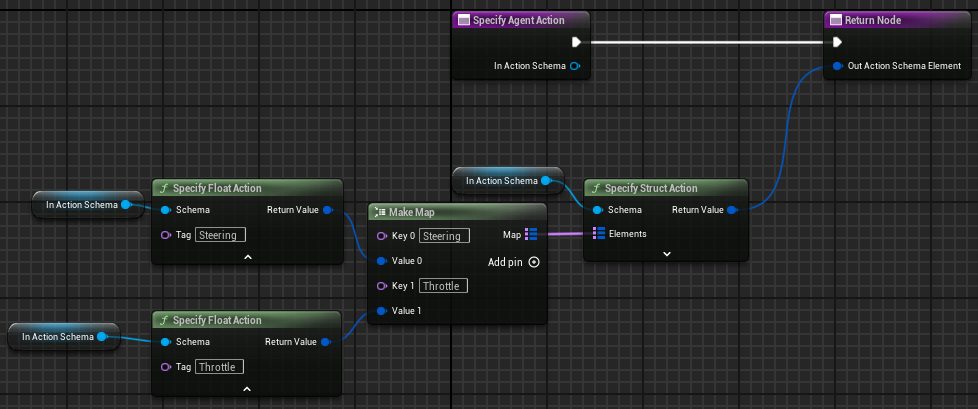 Specify Agent Action
In Action Schema
Return Node
Out Action Schema Element
In Action Schema
Specify Struct Action
Schema
Return Value
Elements
In Action Schema
Specify Float Action
Schema
Return Value
Tag Steering
Make Map
Key 0 Steering
Map
Value 0
Add pin
Key 1 Throttle
Value 1
In Action Schema
Specify Float Action
Schema
Return Value
Tag Throttle